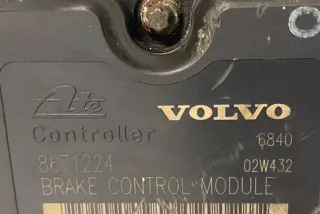 Ate VOLVO
Controller 6840
8671224 02W432
BRAKE CONTROL MODULE